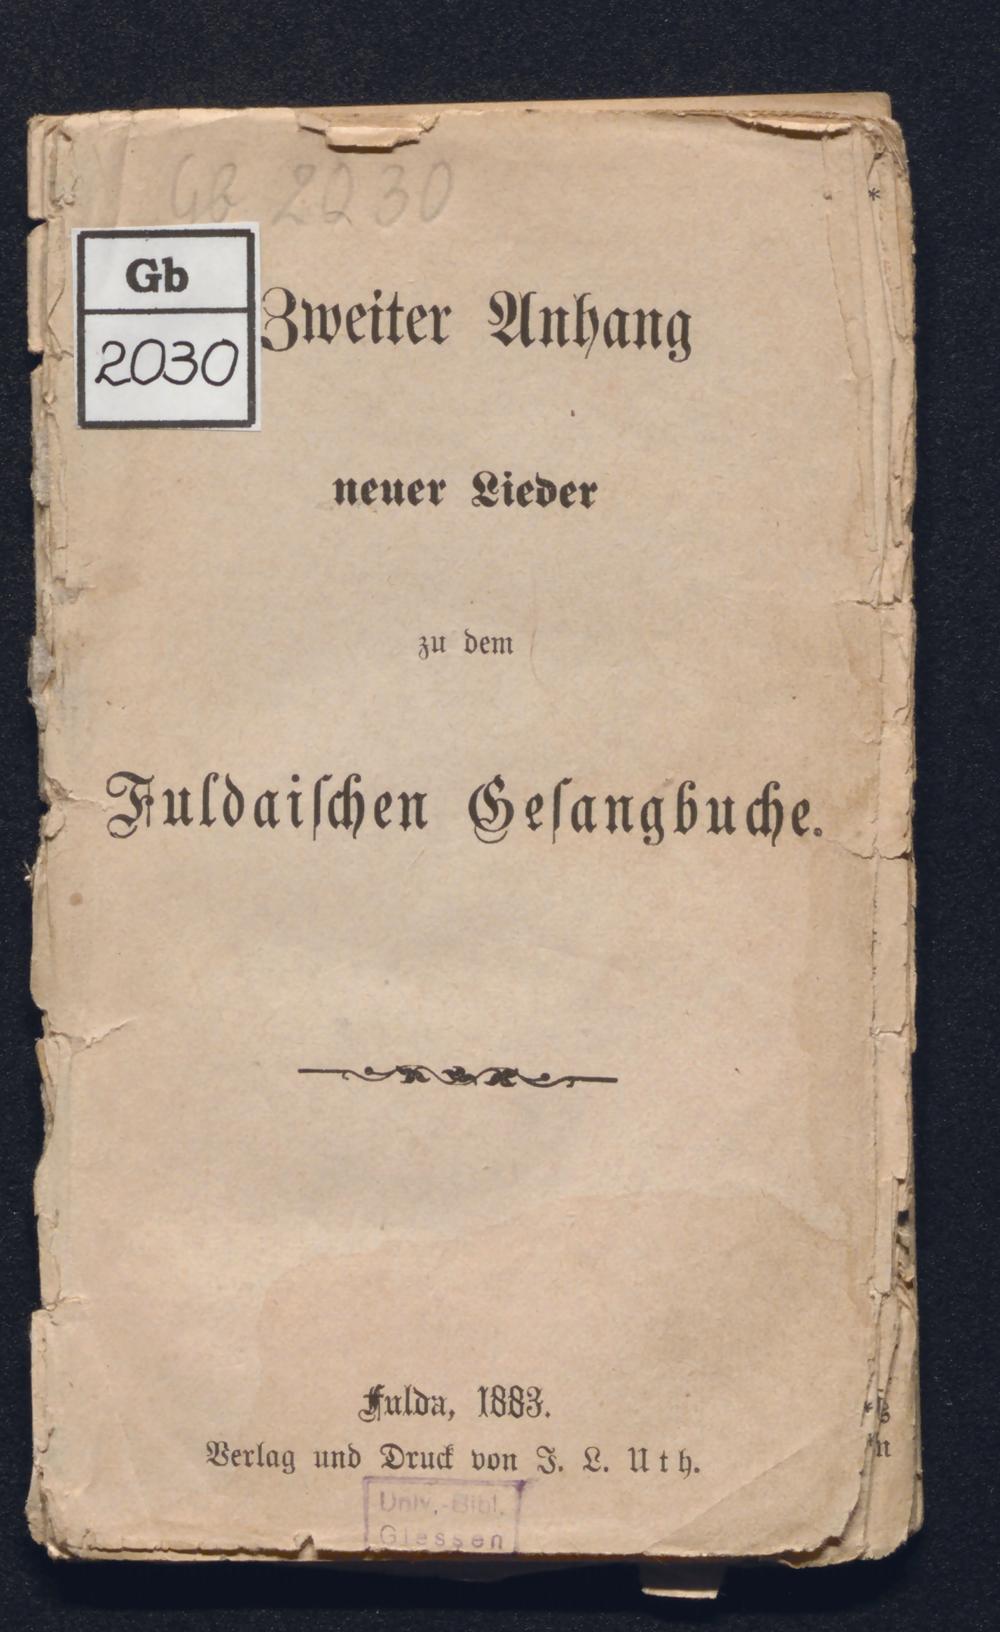 Gb 2030
Gb
2030
Zweiter Anhang
neuer Lieder
zu dem
Fuldaiſchen Geſangbuche.
Fulda, 1883.
Verlag und Druck von J. L. Uth.
Univ.-Bibl.
Giessen